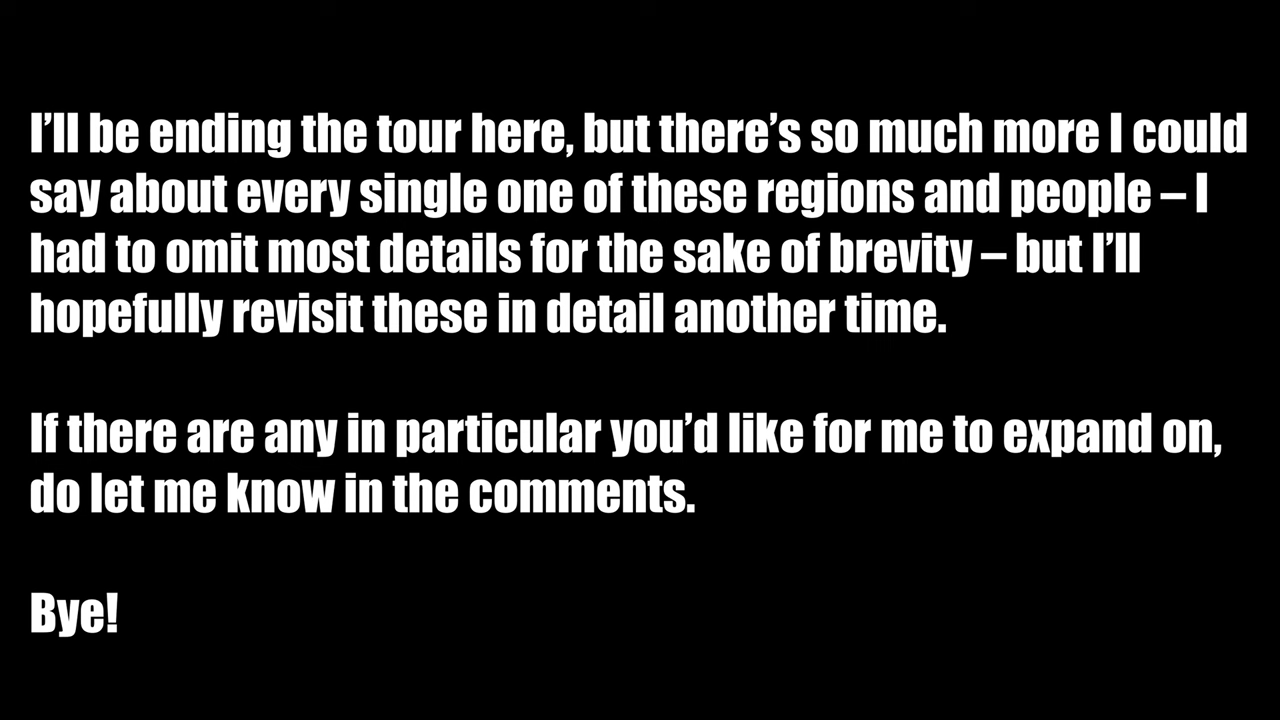 I’ll be ending the tour here, but there’s so much more I could
say about every single one of these regions and people – I
had to omit most details for the sake of brevity – but I’ll
hopefully revisit these in detail another time.
If there are any in particular you’d like for me to expand on,
do let me know in the comments.
Bye!